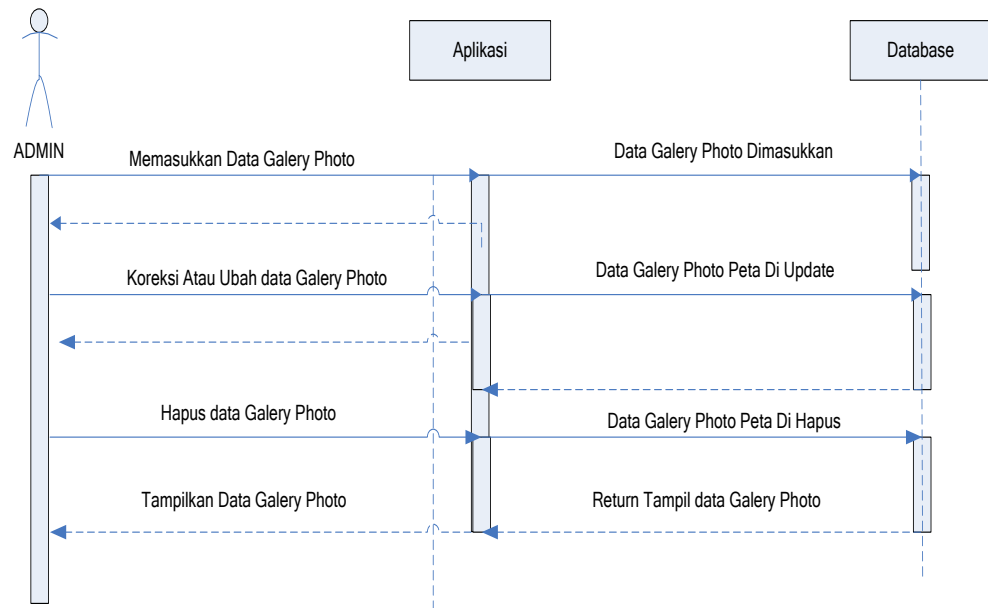 Aplikasi
Database
ADMIN
Memasukkan Data Galery Photo
Data Galery Photo Dimasukkan
Koreksi Atau Ubah data Galery Photo
Data Galery Photo Peta Di Update
Hapus data Galery Photo
Data Galery Photo Peta Di Hapus
Tampilkan Data Galery Photo
Return Tampil data Galery Photo